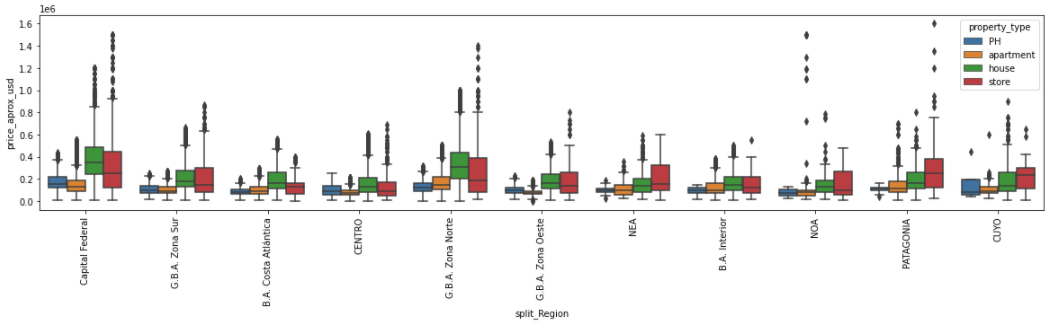 1e6
1.6
1.4
1.2
1.0
0.8
0.6
0.4
0.2
0.0
price_aprox_usd
property_type
PH
apartment
house
store
Capital Federal
G.B.A. Zona Sur
B.A. Costa Atlántica
CENTRO
G.B.A. Zona Norte
G.B.A. Zona Oeste
NEA
B.A. Interior
NOA
PATAGONIA
CUYO
split_Region